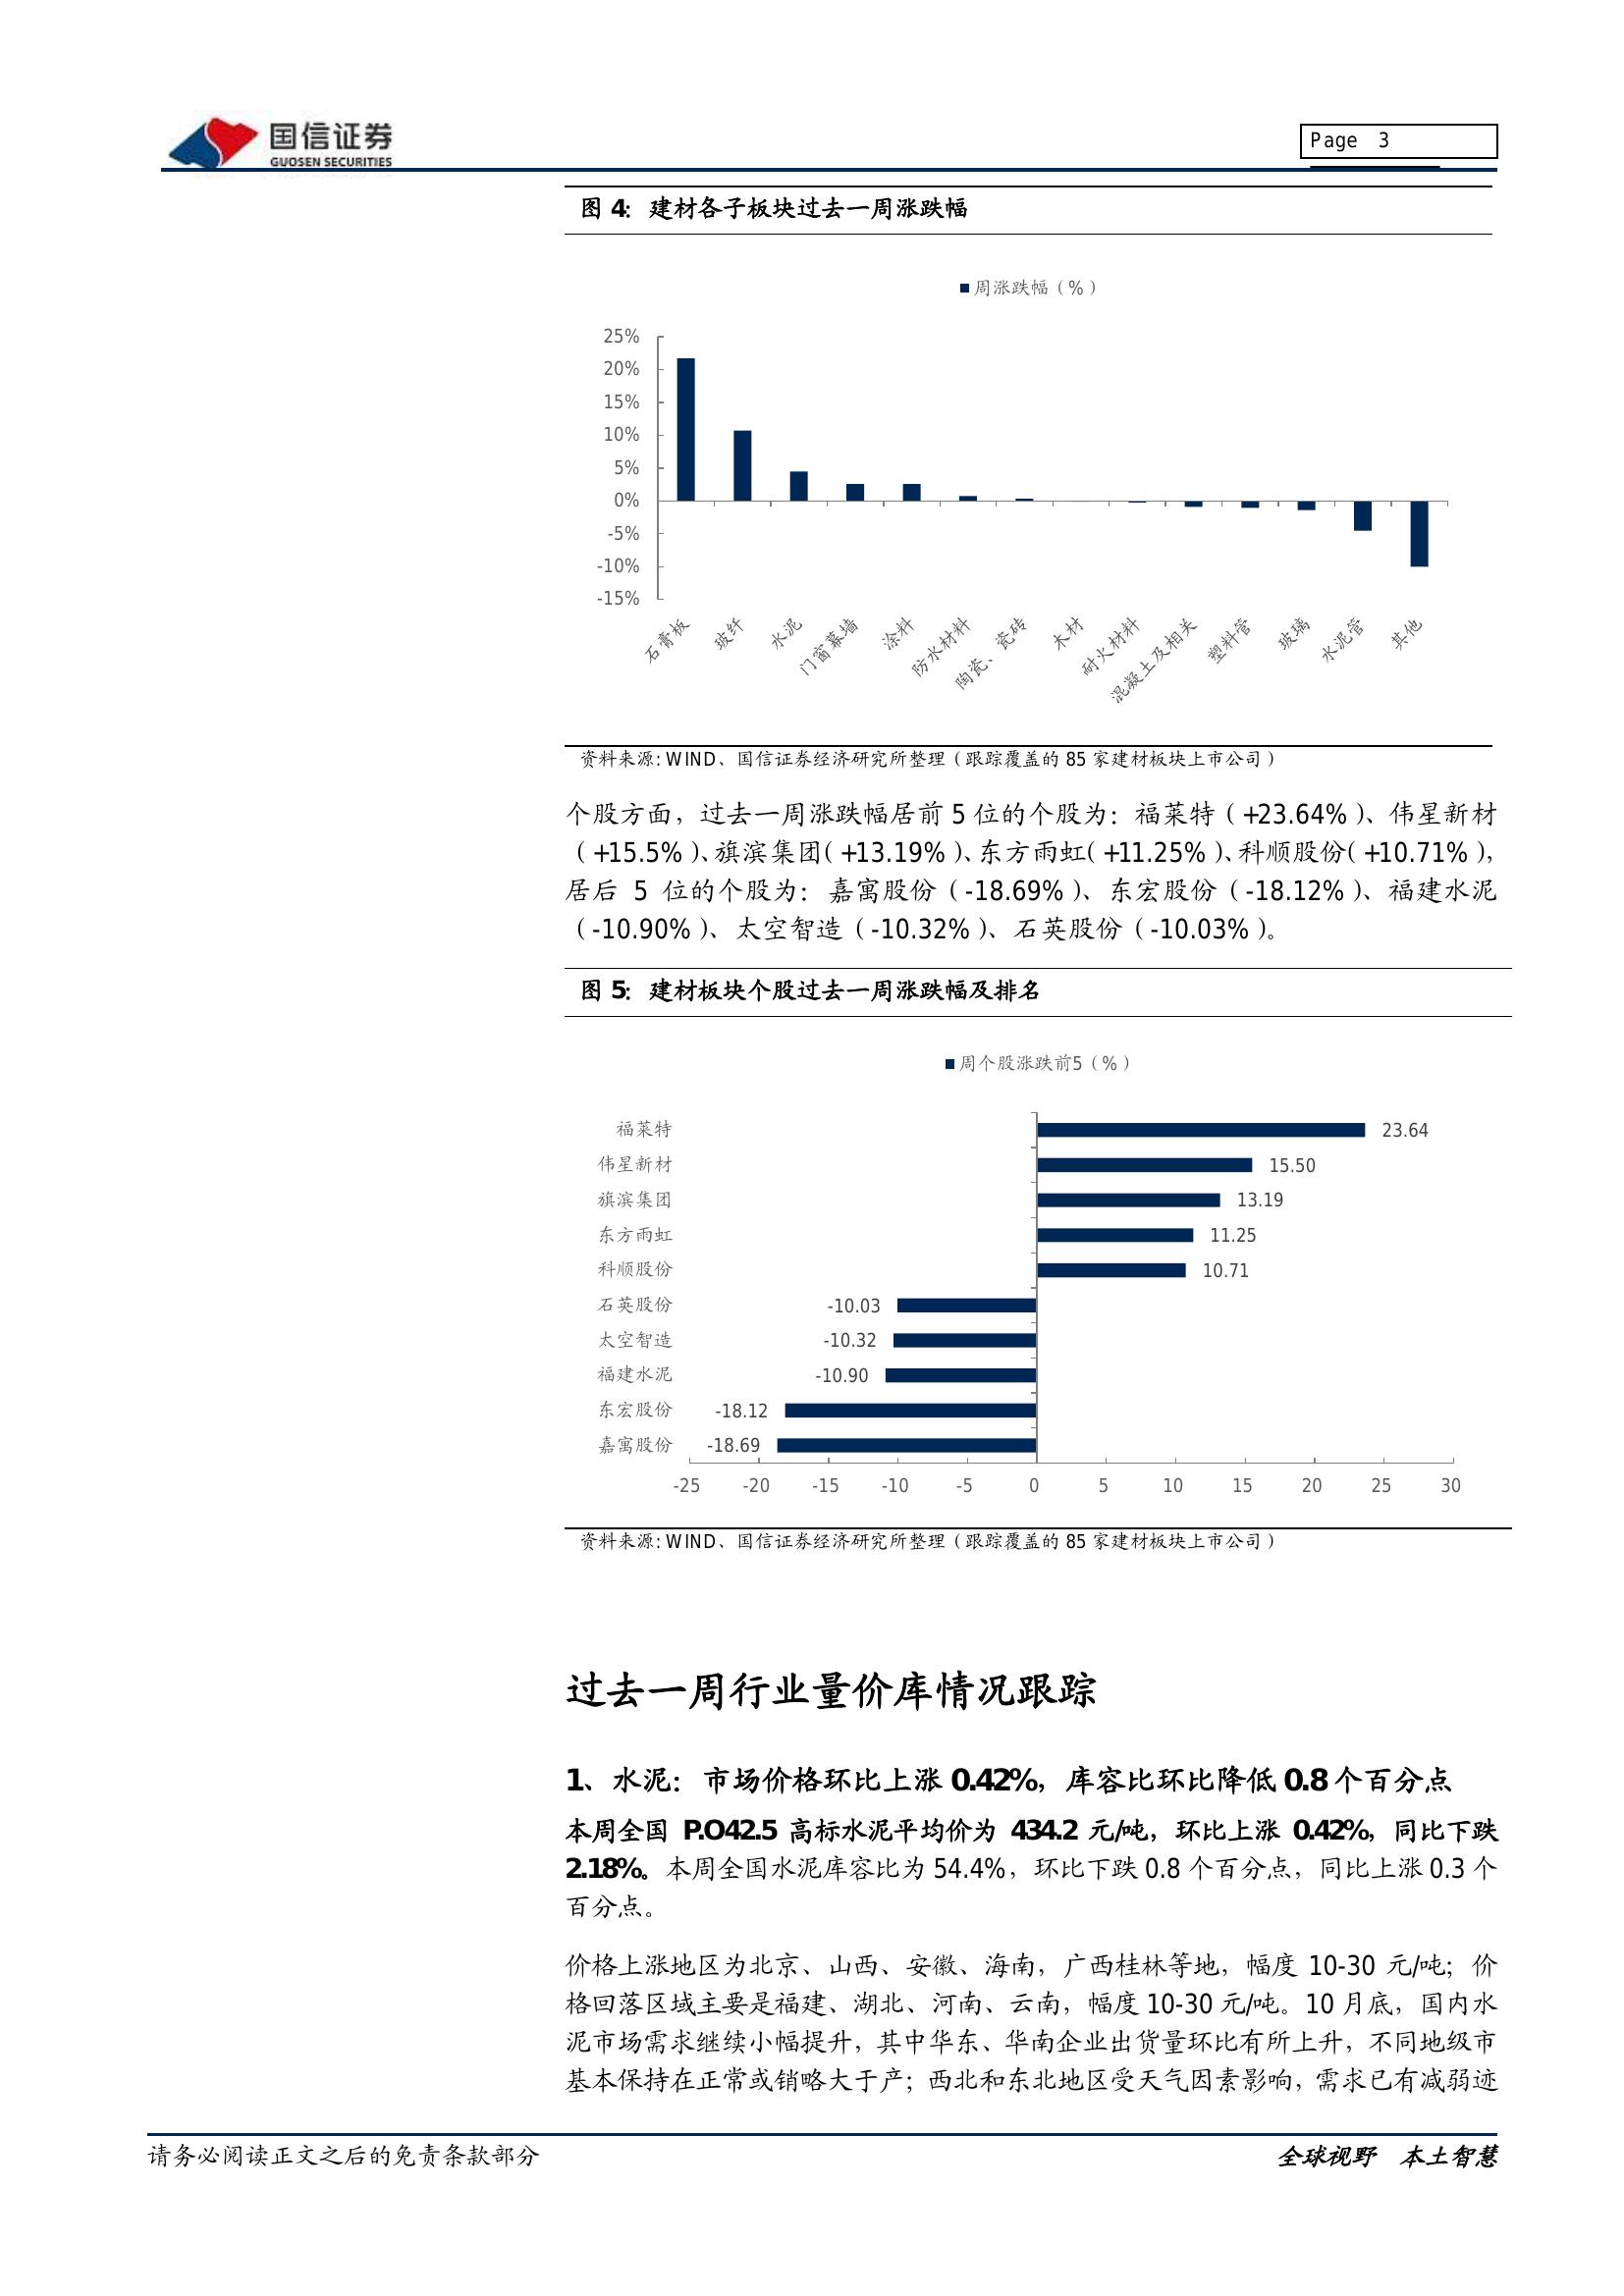 国信证券
GUOSEN SECURITIES
Page 3
图 4：建材各子板块过去一周涨跌幅
周涨跌幅（%）
25%
20%
15%
10%
5%
0%
-5%
-10%
-15%
石膏板
玻纤
水泥
门窗幕墙
涂料
防水材料
陶瓷、瓷砖
木材
耐火材料
混凝土及相关
塑料管
玻璃
水泥管
其他
资料来源: WIND、国信证券经济研究所整理（跟踪覆盖的 85 家建材板块上市公司）
个股方面，过去一周涨跌幅居前 5 位的个股为：福莱特（+23.64%）、伟星新材
（+15.5%）、旗滨集团（+13.19%）、东方雨虹（+11.25%）、科顺股份（+10.71%），
居后 5 位的个股为：嘉寓股份（-18.69%）、东宏股份（-18.12%）、福建水泥
（-10.90%）、太空智造（-10.32%）、石英股份（-10.03%）。
图 5：建材板块个股过去一周涨跌幅及排名
周个股涨跌前5（%）
福莱特 23.64
伟星新材 15.50
旗滨集团 13.19
东方雨虹 11.25
科顺股份 10.71
石英股份 -10.03
太空智造 -10.32
福建水泥 -10.90
东宏股份 -18.12
嘉寓股份 -18.69
-25 -20 -15 -10 -5 0 5 10 15 20 25 30
资料来源: WIND、国信证券经济研究所整理（跟踪覆盖的 85 家建材板块上市公司）
过去一周行业量价库情况跟踪
1、水泥：市场价格环比上涨 0.42%，库容比环比降低 0.8 个百分点
本周全国 P.O42.5 高标水泥平均价为 434.2 元/吨，环比上涨 0.42%，同比下跌
2.18%。本周全国水泥库容比为 54.4%，环比下跌 0.8 个百分点，同比上涨 0.3 个
百分点。
价格上涨地区为北京、山西、安徽、海南，广西桂林等地，幅度 10-30 元/吨；价
格回落区域主要是福建、湖北、河南、云南，幅度 10-30 元/吨。10 月底，国内水
泥市场需求继续小幅提升，其中华东、华南企业出货量环比有所上升，不同地级市
基本保持在正常或销略大于产；西北和东北地区受天气因素影响，需求已有减弱迹
请务必阅读正文之后的免责条款部分
全球视野 本土智慧